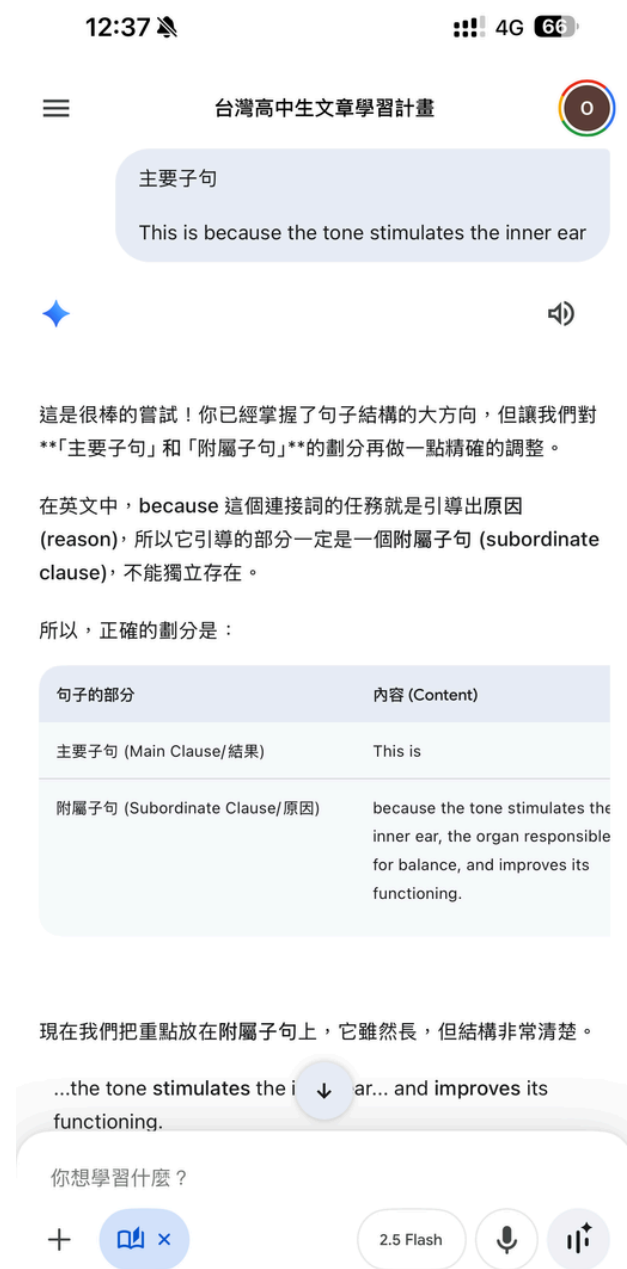 12:37
4G 66
台灣高中生文章學習計畫
O
主要子句
This is because the tone stimulates the inner ear
這是很棒的嘗試！你已經掌握了句子結構的大方向，但讓我們對
**「主要子句」和「附屬子句」**的劃分再做一點精確的調整。
在英文中，because 這個連接詞的任務就是引導出原因
(reason)，所以它引導的部分一定是一個附屬子句 (subordinate
clause)，不能獨立存在。
所以，正確的劃分是：
句子的部分 內容 (Content)
主要子句 (Main Clause/結果) This is
附屬子句 (Subordinate Clause/原因) because the tone stimulates the
inner ear, the organ responsible
for balance, and improves its
functioning.
現在我們把重點放在附屬子句上，它雖然長，但結構非常清楚。
...the tone stimulates the i ar... and improves its
functioning.
你想學習什麼？
2.5 Flash